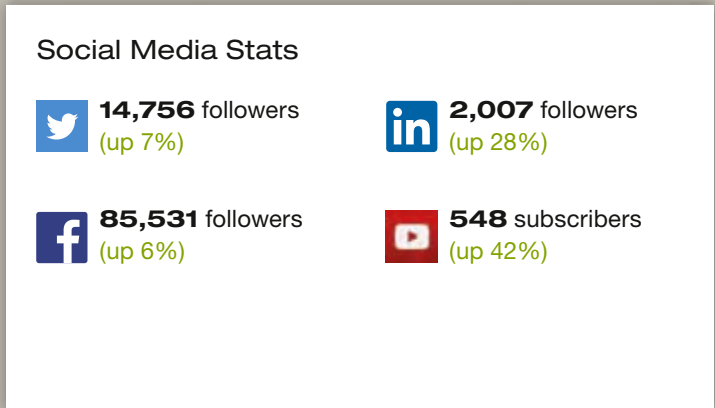 Social Media Stats
14,756 followers
(up 7%)
in
2,007 followers
(up 28%)
f
85,531 followers
(up 6%)
548 subscribers
(up 42%)